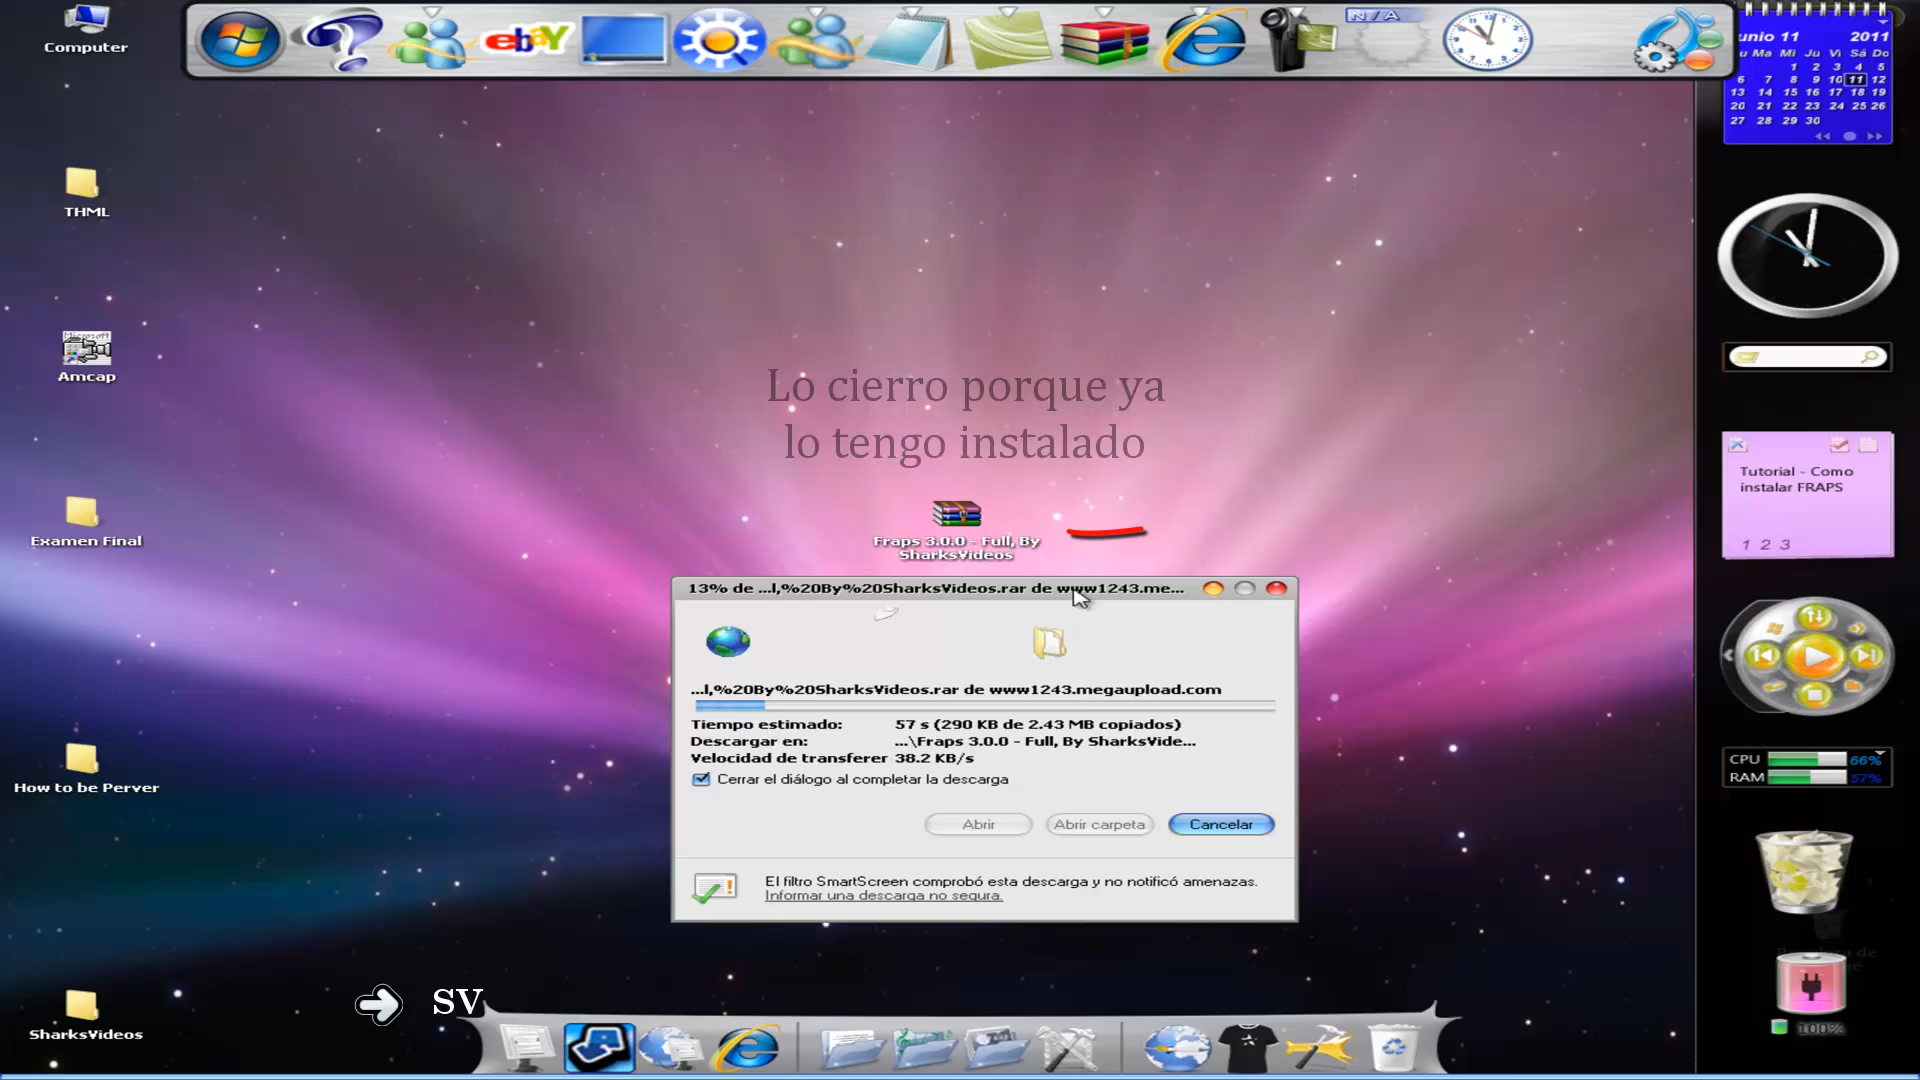 Computer
ebay
N/A
unio 11 2011
u Ma Mi Ju Vi Sá Do
1 2 3 4 5
6 7 8 9 10 11 12
13 14 15 16 17 18 19
20 21 22 23 24 25 26
27 28 29 30
THML
Microsoft
Amcap
Lo cierro porque ya
lo tengo instalado
Tutorial - Como
instalar FRAPS
1 2 3
Examen Final
Fraps 3.0.0 - Full, By
SharksVideos
13% de ...l,%20By%20SharksVideos.rar de www1243.me...
...l,%20By%20SharksVideos.rar de www1243.megaupload.com
Tiempo estimado: 57 s (290 KB de 2.43 MB copiados)
Descargar en: ...\Fraps 3.0.0 - Full, By SharksVide...
Velocidad de transferer 38.2 KB/s
Cerrar el diálogo al completar la descarga
Abrir
Abrir carpeta
Cancelar
El filtro SmartScreen comprobó esta descarga y no notificó amenazas.
Informar una descarga no segura.
CPU 66%
RAM 57%
How to be Perver
SharksVideos
SV
100%